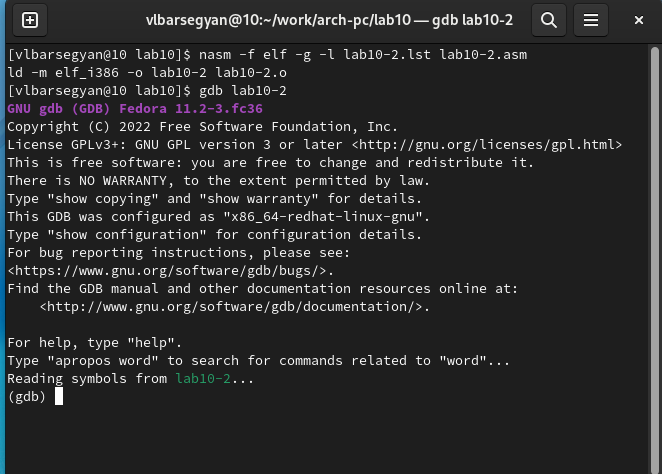 vlbarsegyan@10:~/work/arch-pc/lab10 — gdb lab10-2
[vlbarsegyan@10 lab10]$ nasm -f elf -g -l lab10-2.lst lab10-2.asm
ld -m elf_i386 -o lab10-2 lab10-2.o
[vlbarsegyan@10 lab10]$ gdb lab10-2
GNU gdb (GDB) Fedora 11.2-3.fc36
Copyright (C) 2022 Free Software Foundation, Inc.
License GPLv3+: GNU GPL version 3 or later <http://gnu.org/licenses/gpl.html>
This is free software: you are free to change and redistribute it.
There is NO WARRANTY, to the extent permitted by law.
Type "show copying" and "show warranty" for details.
This GDB was configured as "x86_64-redhat-linux-gnu".
Type "show configuration" for configuration details.
For bug reporting instructions, please see:
<https://www.gnu.org/software/gdb/bugs/>.
Find the GDB manual and other documentation resources online at:
    <http://www.gnu.org/software/gdb/documentation/>.

For help, type "help".
Type "apropos word" to search for commands related to "word"...
Reading symbols from lab10-2...
(gdb)